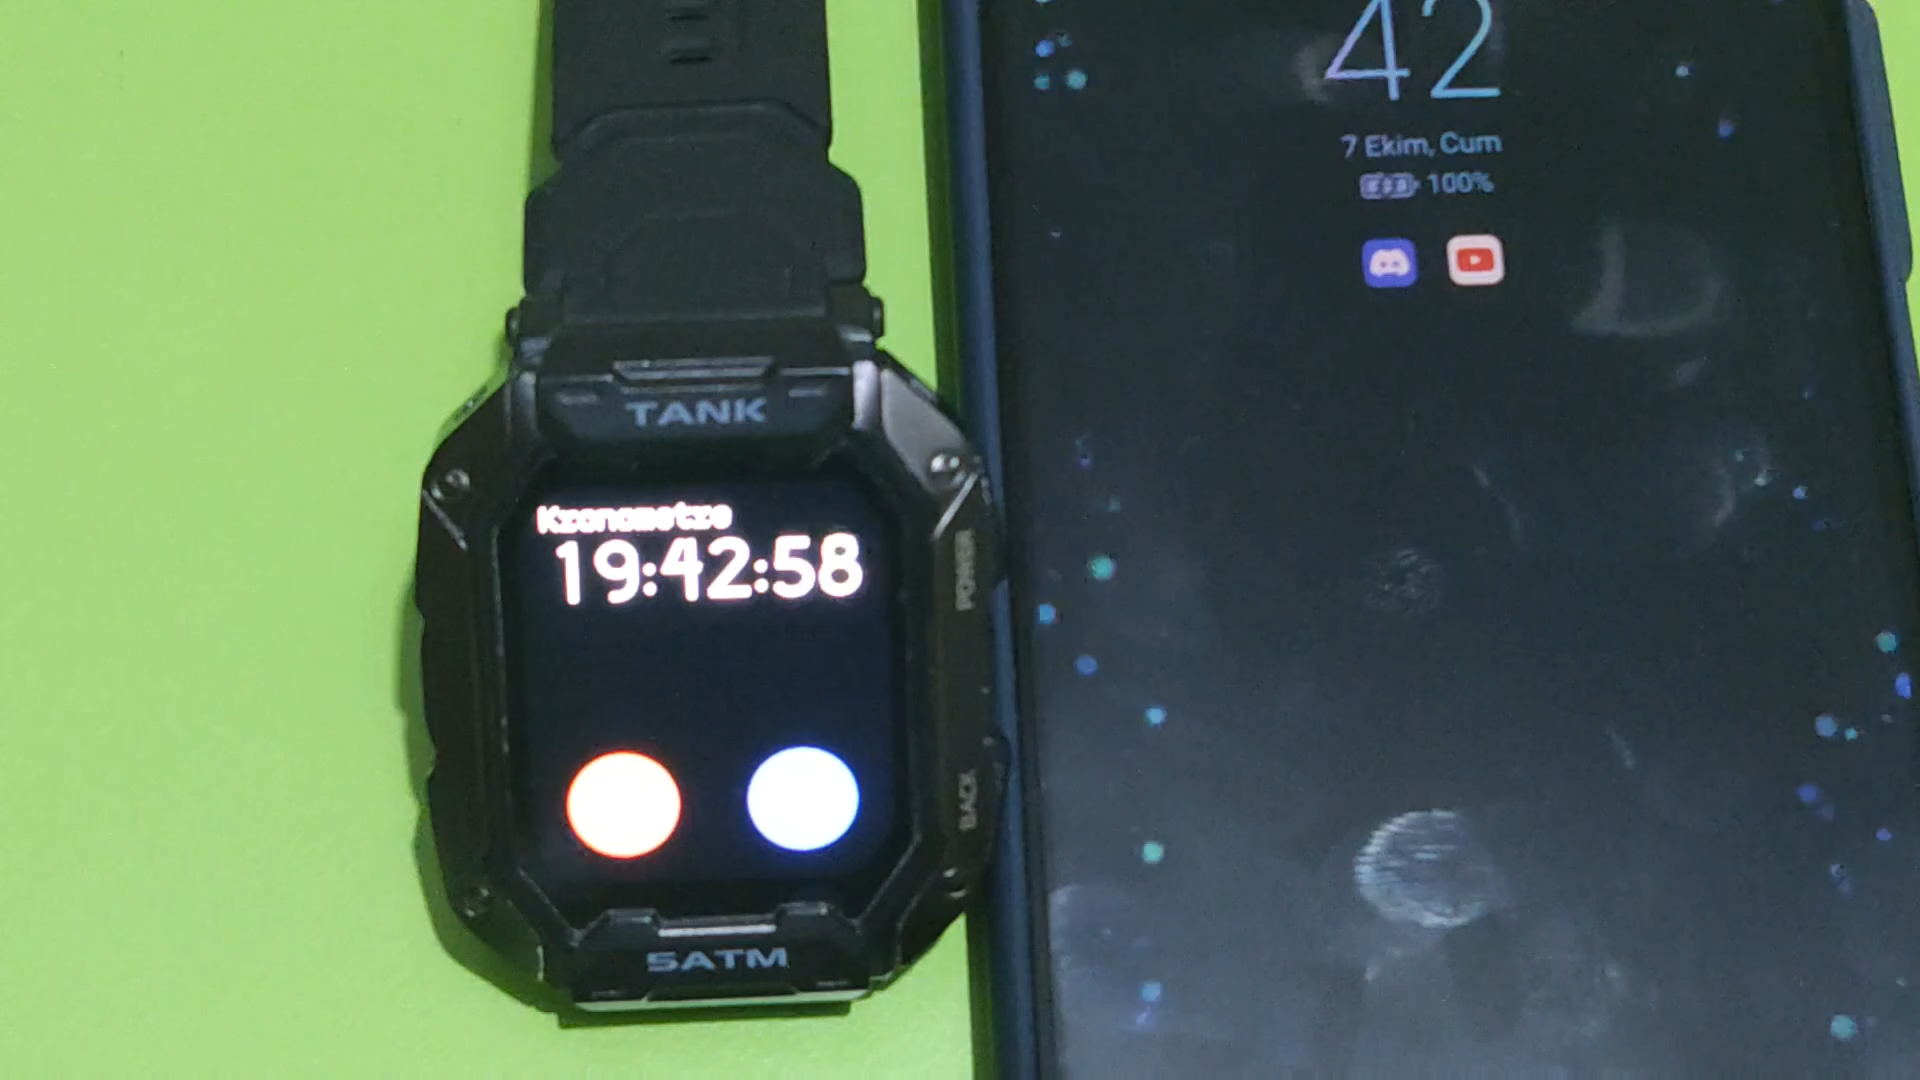 TANK
Kronometre
19:42:58
POWER
BACK
5ATM
42
7 Ekim, Cum
100%